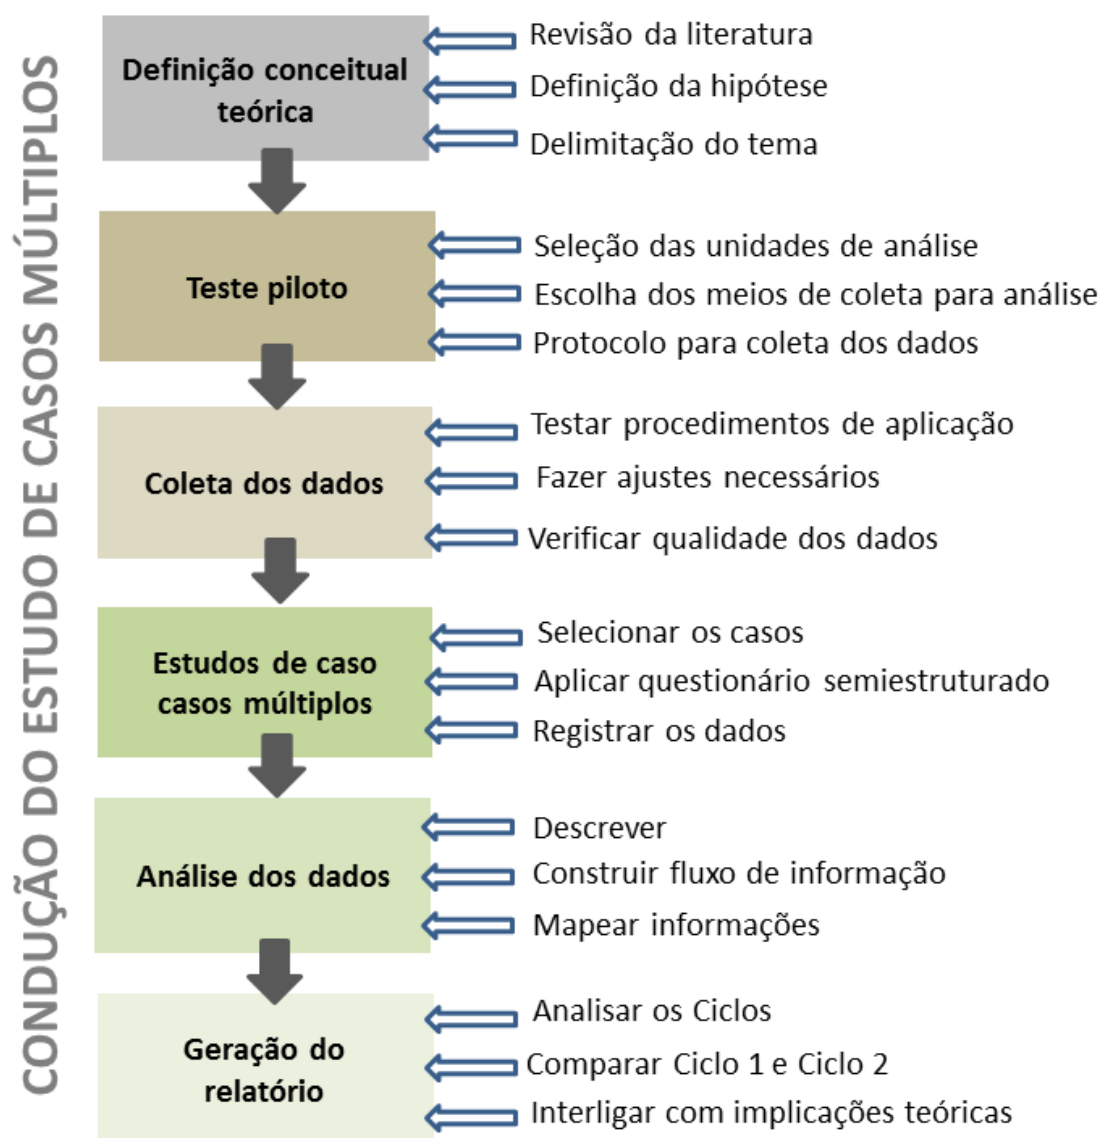 CONDUÇÃO DO ESTUDO DE CASOS MÚLTIPLOS
Definição conceitual
teórica
Revisão da literatura
Definição da hipótese
Delimitação do tema
Teste piloto
Seleção das unidades de análise
Escolha dos meios de coleta para análise
Protocolo para coleta dos dados
Coleta dos dados
Testar procedimentos de aplicação
Fazer ajustes necessários
Verificar qualidade dos dados
Estudos de caso
casos múltiplos
Selecionar os casos
Aplicar questionário semiestruturado
Registrar os dados
Análise dos dados
Descrever
Construir fluxo de informação
Mapear informações
Geração do
relatório
Analisar os Ciclos
Comparar Ciclo 1 e Ciclo 2
Interligar com implicações teóricas